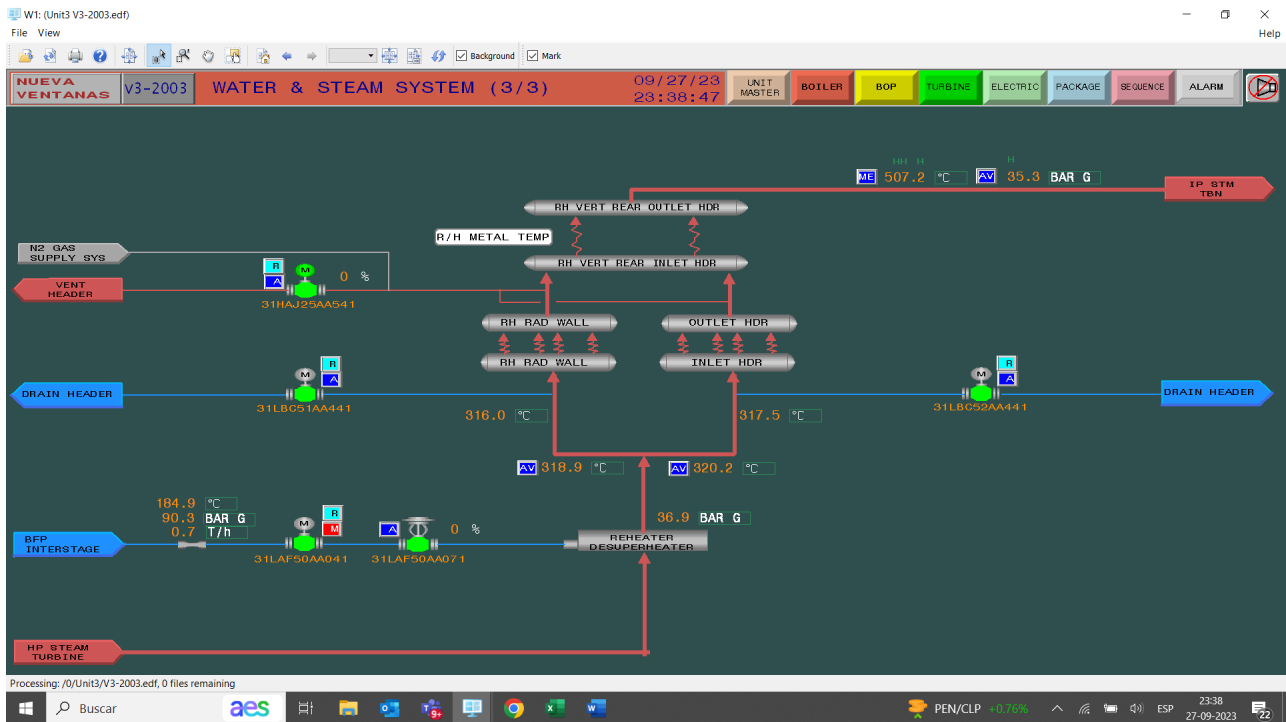 W1: (Unit3 V3-2003.edf)
File View
Help
Background
Mark
NUEVA
VENTANAS
V3-2003
WATER & STEAM SYSTEM (3/3)
09/27/23
23:38:47
UNIT
MASTER
BOILER
BOP
TURBINE
ELECTRIC
PACKAGE
SEQUENCE
ALARM
HH H
H
ME 507.2 °C
AV 35.3 BAR G
IP STM
TBN
RH VERT REAR OUTLET HDR
R/H METAL TEMP
N2 GAS
SUPPLY SYS
RH VERT REAR INLET HDR
R
A
M
0 %
VENT
HEADER
31HAJ25AA541
RH RAD WALL
OUTLET HDR
RH RAD WALL
INLET HDR
R
A
M
DRAIN HEADER
31LBC51AA441
R
A
M
DRAIN HEADER
31LBC52AA441
316.0 °C
317.5 °C
AV 318.9 °C
AV 320.2 °C
184.9 °C
90.3 BAR G
0.7 T/h
R
M
M
A
0 %
36.9 BAR G
BFP
INTERSTAGE
REHEATER
DESUPERHEATER
31LAF50AA041
31LAF50AA071
HP STEAM
TURBINE
Processing: /0/Unit3/V3-2003.edf, 0 files remaining
Buscar
aes
9+
PEN/CLP +0.76%
ESP
23:38
27-09-2023
22